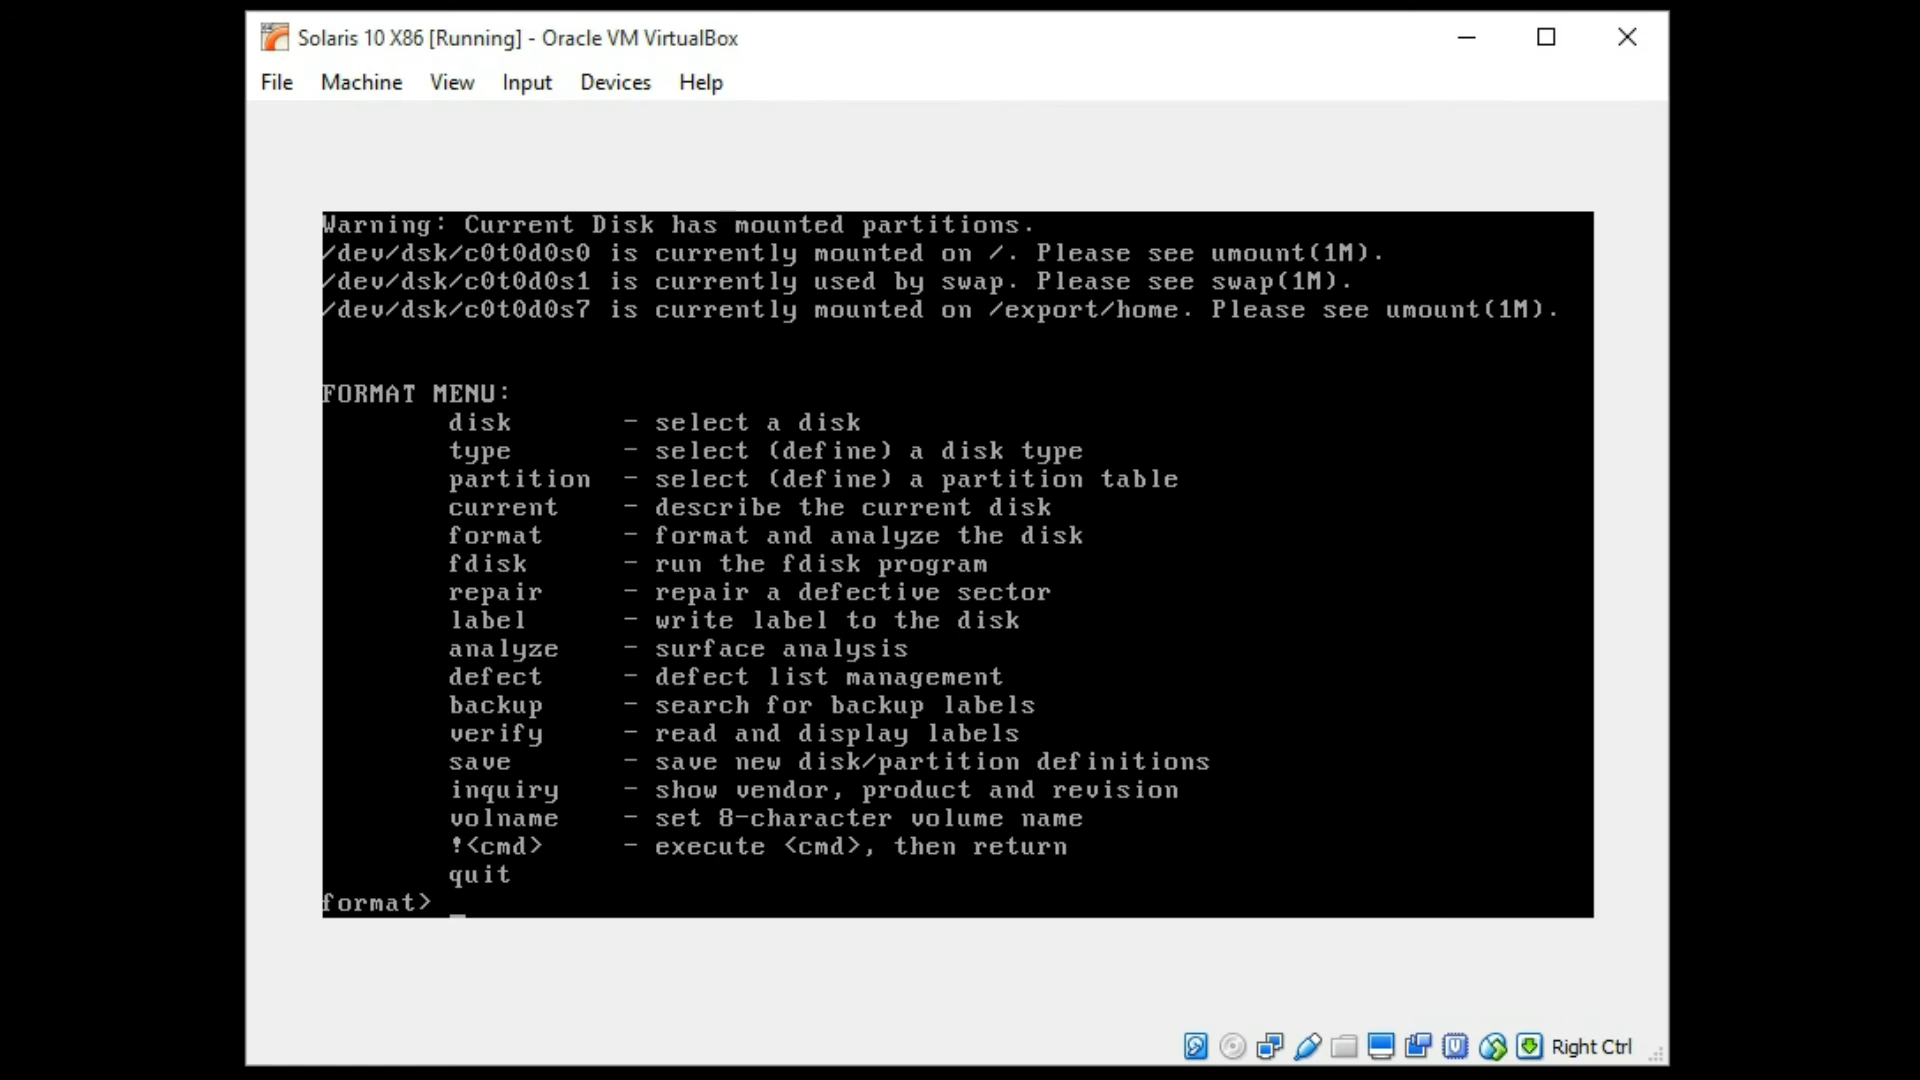 Solaris 10 X86 [Running] - Oracle VM VirtualBox
File Machine View Input Devices Help
Warning: Current Disk has mounted partitions.
/dev/dsk/c0t0d0s0 is currently mounted on /. Please see umount(1M).
/dev/dsk/c0t0d0s1 is currently used by swap. Please see swap(1M).
/dev/dsk/c0t0d0s7 is currently mounted on /export/home. Please see umount(1M).
FORMAT MENU:
disk - select a disk
type - select (define) a disk type
partition - select (define) a partition table
current - describe the current disk
format - format and analyze the disk
fdisk - run the fdisk program
repair - repair a defective sector
label - write label to the disk
analyze - surface analysis
defect - defect list management
backup - search for backup labels
verify - read and display labels
save - save new disk/partition definitions
inquiry - show vendor, product and revision
volname - set 8-character volume name
!<cmd> - execute <cmd>, then return
quit
format> _
Right Ctrl